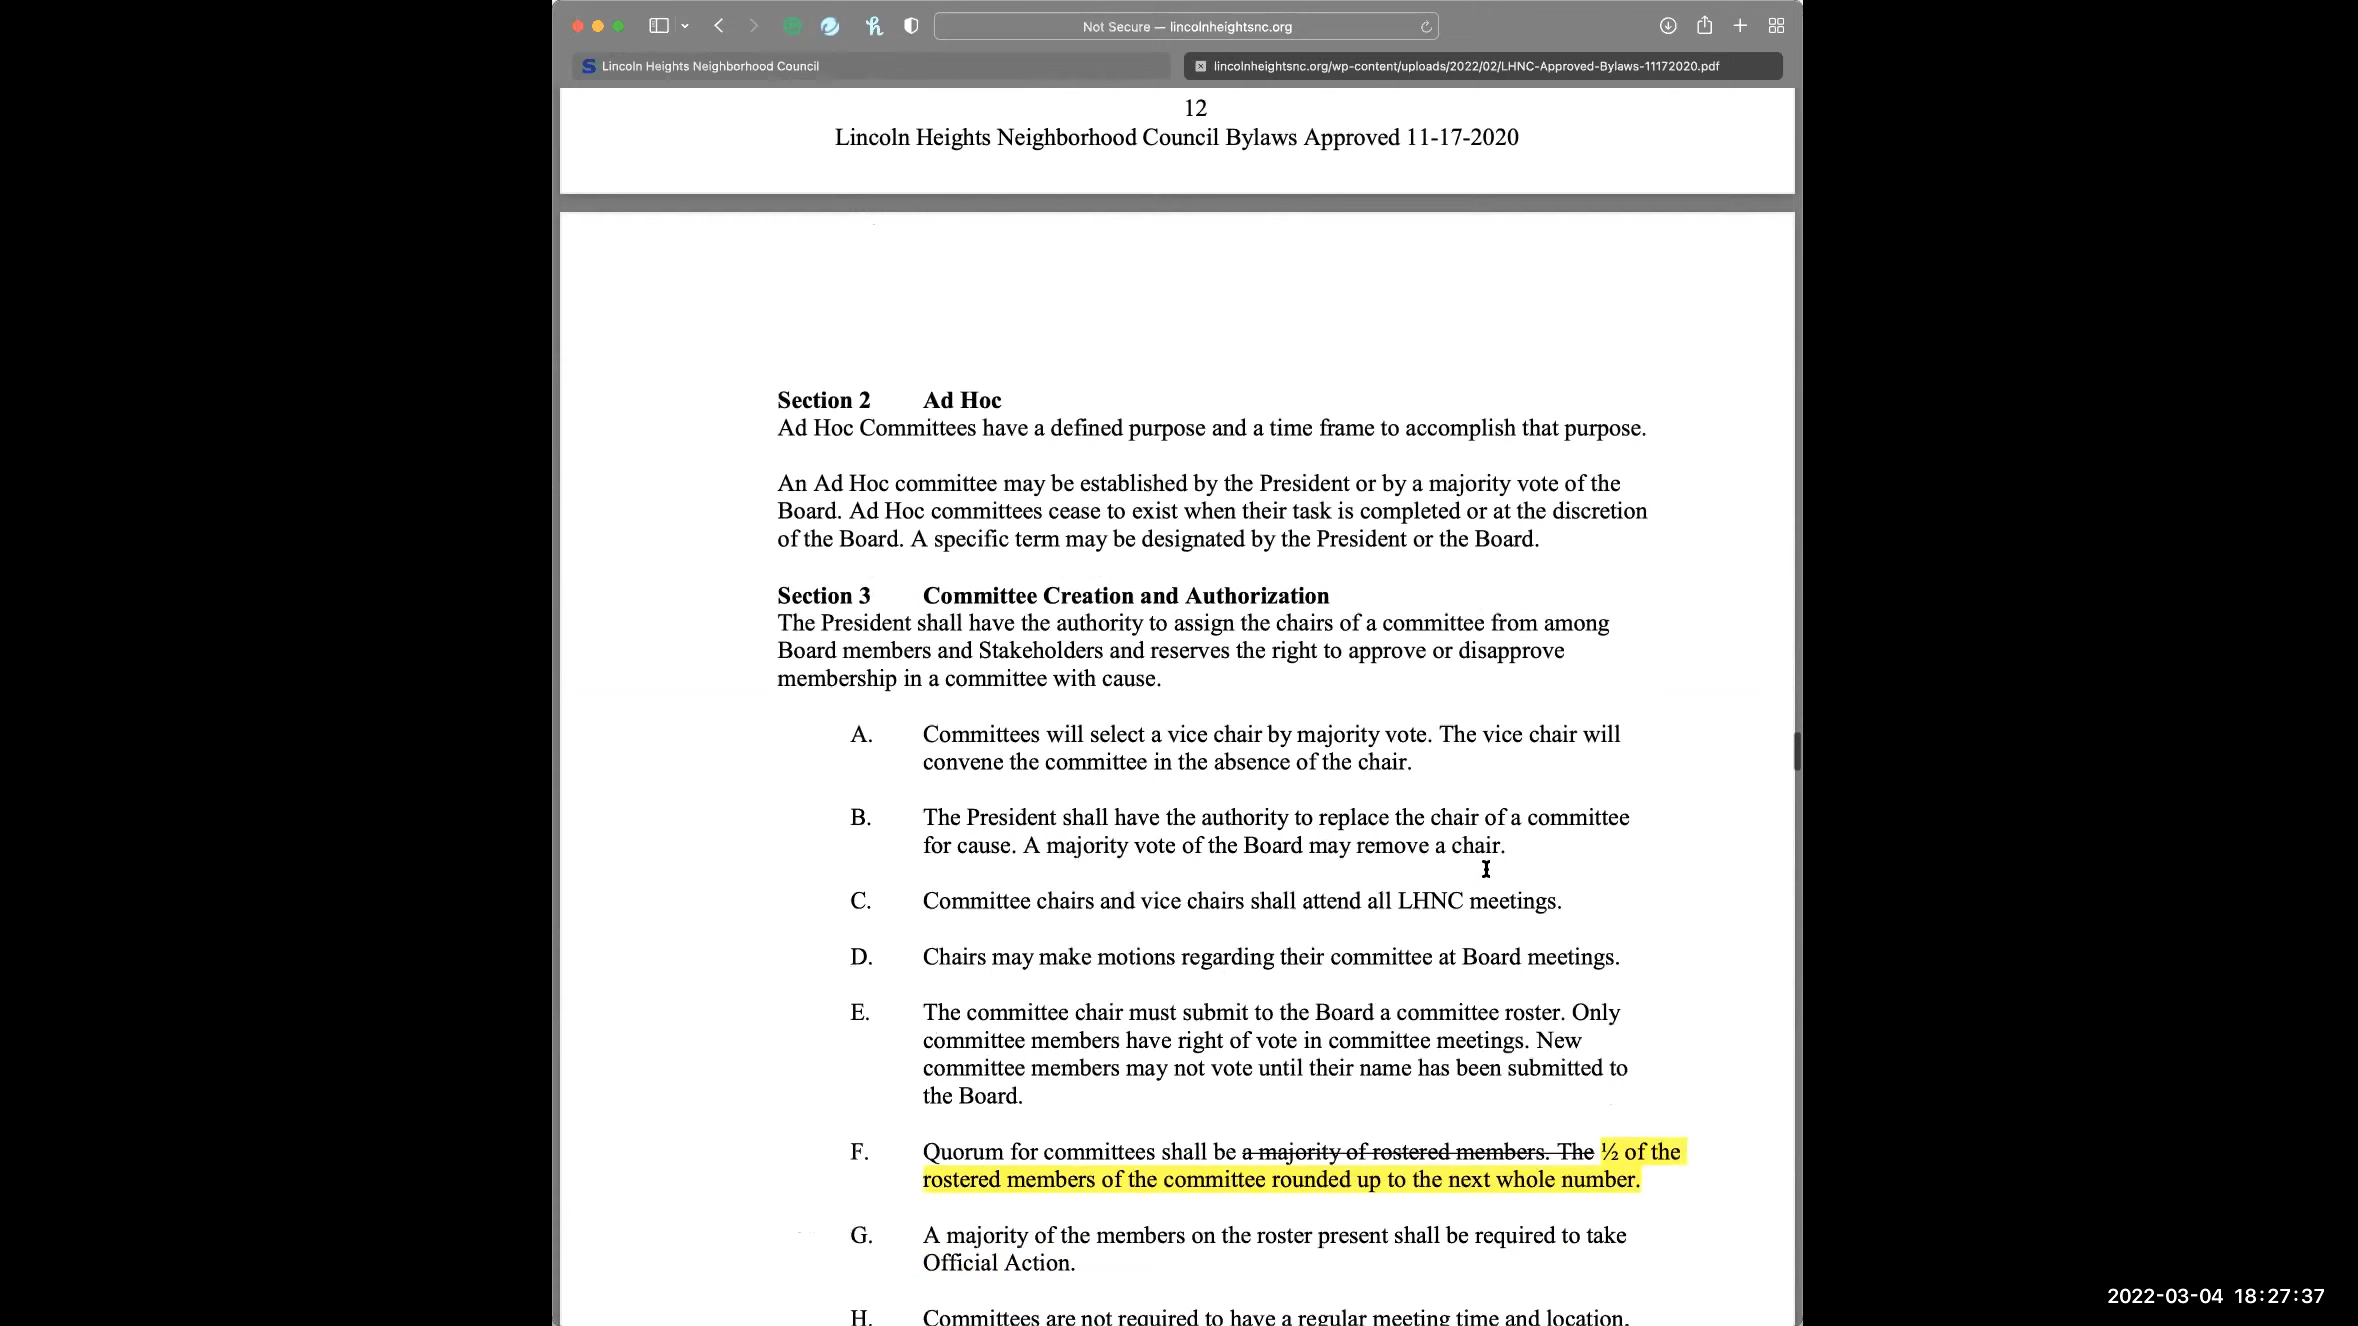 Not Secure — lincolnheightsnc.org
Lincoln Heights Neighborhood Council
lincolnheightsnc.org/wp-content/uploads/2022/02/LHNC-Approved-Bylaws-11172020.pdf
12
Lincoln Heights Neighborhood Council Bylaws Approved 11-17-2020
Section 2 Ad Hoc
Ad Hoc Committees have a defined purpose and a time frame to accomplish that purpose.
An Ad Hoc committee may be established by the President or by a majority vote of the
Board. Ad Hoc committees cease to exist when their task is completed or at the discretion
of the Board. A specific term may be designated by the President or the Board.
Section 3 Committee Creation and Authorization
The President shall have the authority to assign the chairs of a committee from among
Board members and Stakeholders and reserves the right to approve or disapprove
membership in a committee with cause.
A. Committees will select a vice chair by majority vote. The vice chair will
convene the committee in the absence of the chair.
B. The President shall have the authority to replace the chair of a committee
for cause. A majority vote of the Board may remove a chair.
C. Committee chairs and vice chairs shall attend all LHNC meetings.
D. Chairs may make motions regarding their committee at Board meetings.
E. The committee chair must submit to the Board a committee roster. Only
committee members have right of vote in committee meetings. New
committee members may not vote until their name has been submitted to
the Board.
F. Quorum for committees shall be a majority of rostered members. The ½ of the
rostered members of the committee rounded up to the next whole number.
G. A majority of the members on the roster present shall be required to take
Official Action.
H. Committees are not required to have a regular meeting time and location.
2022-03-04 18:27:37